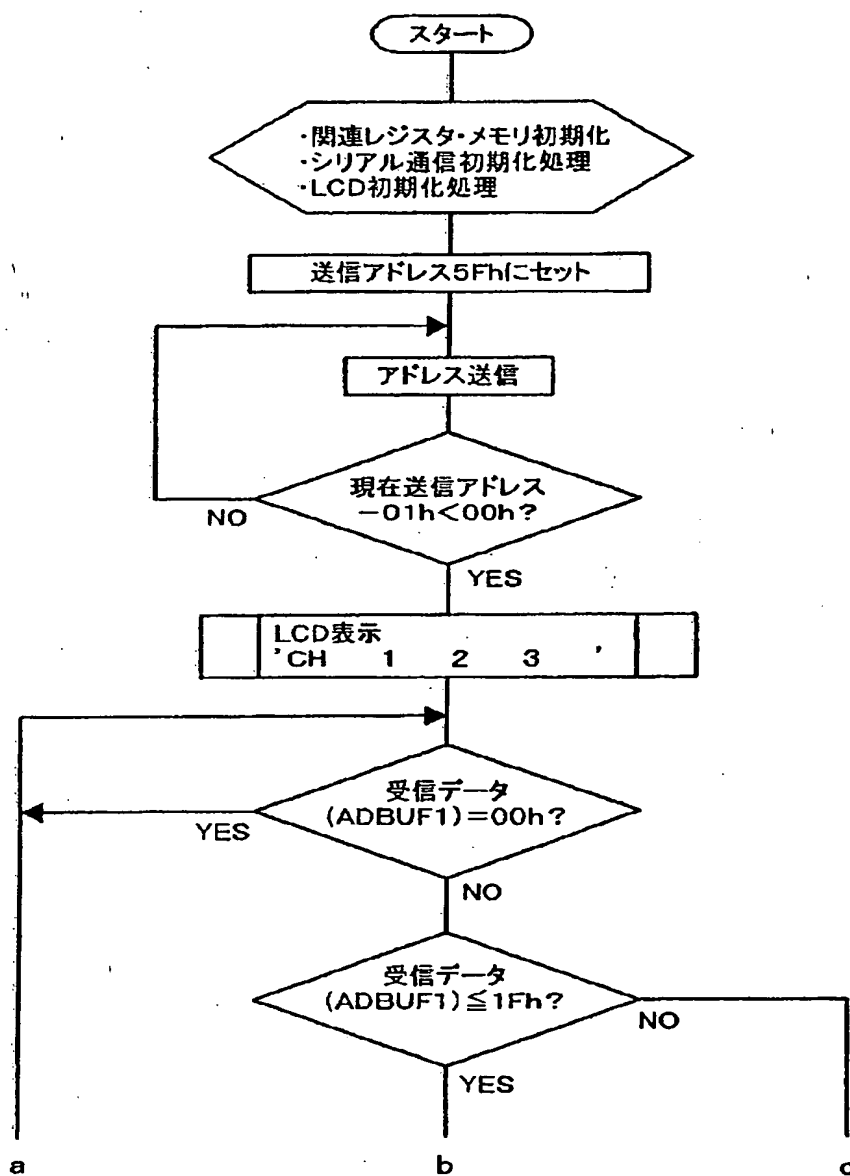 スタート
・関連レジスタ・メモリ初期化
・シリアル通信初期化処理
・LCD初期化処理
送信アドレス5Fhにセット
アドレス送信
現在送信アドレス
－01h＜00h？
NO
YES
LCD表示
'CH 1 2 3 '
受信データ
(ADBUF1)＝00h？
YES
NO
受信データ
(ADBUF1)≦1Fh？
NO
YES
a b c